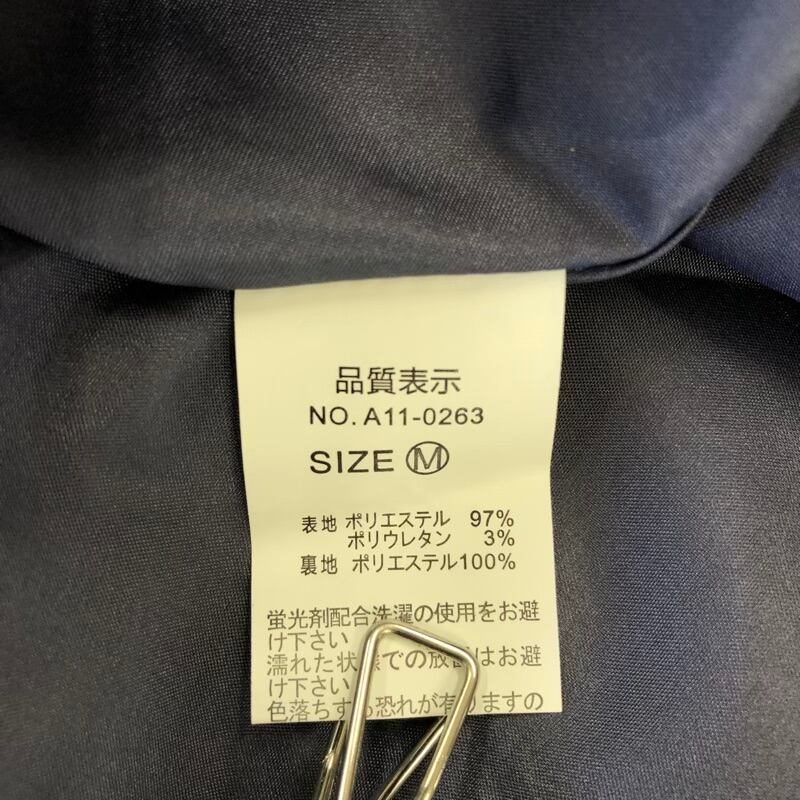 品質表示
NO. A11-0263
SIZE Ⓜ
表地 ポリエステル 97%
ポリウレタン 3%
裏地 ポリエステル100%
蛍光剤配合洗濯の使用をお避
け下さい
濡れた状態での放置はお避
け下さい
色落ちする恐れが有りますの